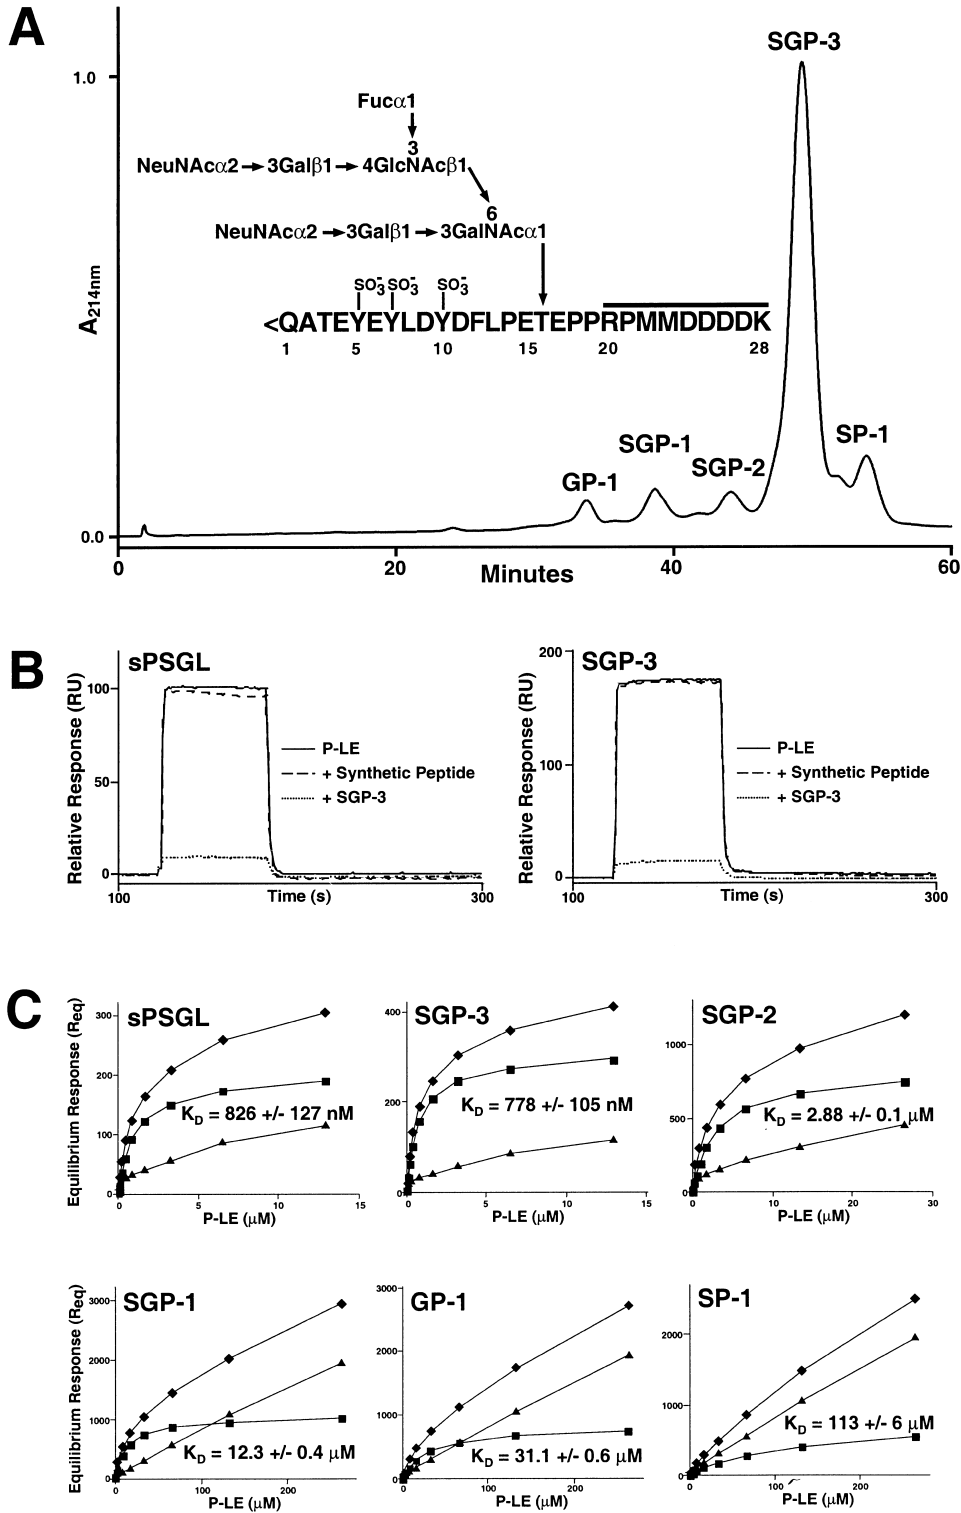 A
SGP-3
1.0
Fucα1
3
NeuNAcα2 → 3Galβ1 → 4GlcNAcβ1
6
NeuNAcα2 → 3Galβ1 → 3GalNAcα1
SO3- SO3- SO3-
<QATEYEYLDYDFLPETEPPRPMMDDDDK
1 5 10 15 20 28
A214nm
SP-1
SGP-1
SGP-2
GP-1
0.0
0 20 40 60
Minutes
B
sPSGL
Relative Response (RU)
100
50
0
P-LE
+ Synthetic Peptide
+ SGP-3
100 Time (s) 300
SGP-3
Relative Response (RU)
200
100
0
P-LE
+ Synthetic Peptide
+ SGP-3
100 Time (s) 300
C
sPSGL
Equilibrium Response (Req)
300
200
100
0
KD = 826 +/- 127 nM
0 5 10 15
P-LE (µM)
SGP-3
400
200
0
KD = 778 +/- 105 nM
0 5 10 15
P-LE (µM)
SGP-2
1000
500
0
KD = 2.88 +/- 0.1 µM
0 10 20 30
P-LE (µM)
SGP-1
Equilibrium Response (Req)
3000
2000
1000
0
KD = 12.3 +/- 0.4 µM
0 100 200
P-LE (µM)
GP-1
3000
2000
1000
0
KD = 31.1 +/- 0.6 µM
0 100 200
P-LE (µM)
SP-1
2000
1000
0
KD = 113 +/- 6 µM
0 100 200
P-LE (µM)